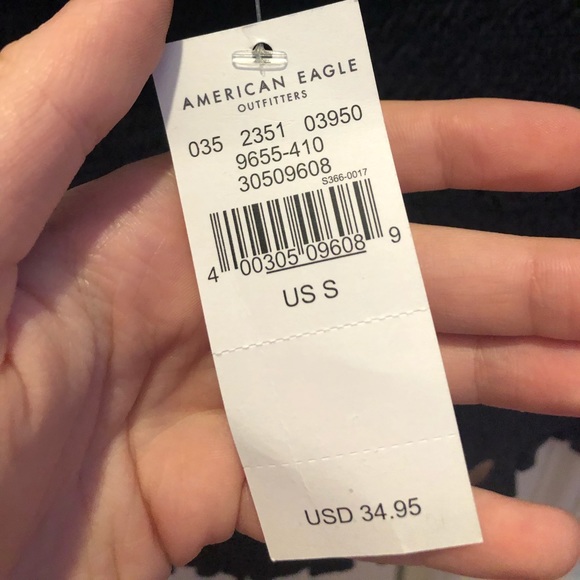 AMERICAN EAGLE
OUTFITTERS
035 2351 03950
9655-410
30509608
S366-0017
4 00305 09608 9
US S
USD 34.95